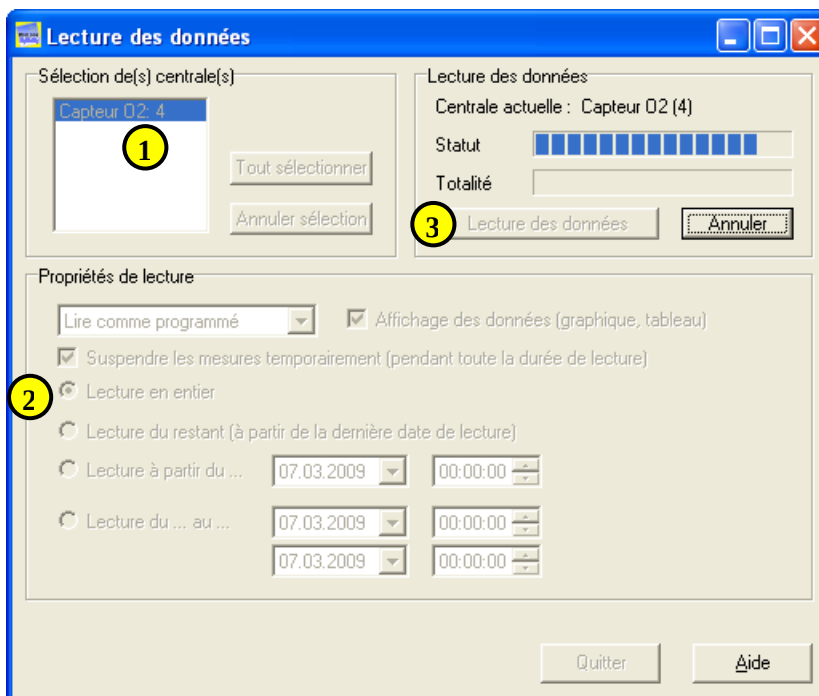 Lecture des données
Sélection de(s) centrale(s)
Capteur O2: 4
1
Tout sélectionner
Annuler sélection
Lecture des données
Centrale actuelle : Capteur O2 (4)
Statut
Totalité
3
Lecture des données
Annuler
Propriétés de lecture
Lire comme programmé
Affichage des données (graphique, tableau)
Suspendre les mesures temporairement (pendant toute la durée de lecture)
2
Lecture en entier
Lecture du restant (à partir de la dernière date de lecture)
Lecture à partir du ... 07.03.2009 00:00:00
Lecture du ... au ... 07.03.2009 00:00:00
07.03.2009 00:00:00
Quitter
Aide